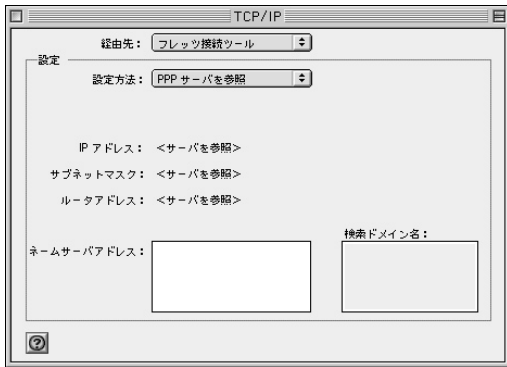 TCP/IP
経由先： フレッツ接続ツール
設定
設定方法： PPP サーバを参照
IP アドレス： <サーバを参照>
サブネットマスク： <サーバを参照>
ルータアドレス： <サーバを参照>
検索ドメイン名：
ネームサーバアドレス：
?